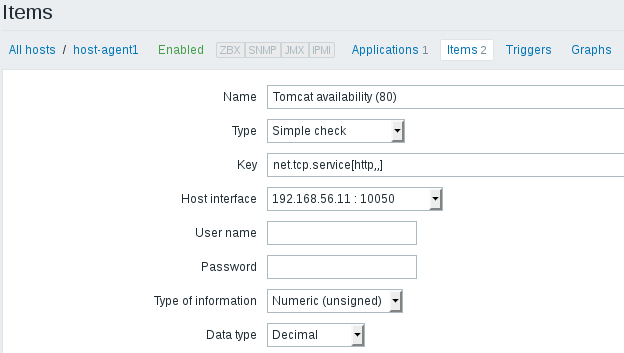 Items
All hosts / host-agent1 Enabled ZBX SNMP JMX IPMI Applications 1 Items 2 Triggers Graphs
Name Tomcat availability (80)
Type Simple check
Key net.tcp.service[http,,]
Host interface 192.168.56.11 : 10050
User name
Password
Type of information Numeric (unsigned)
Data type Decimal